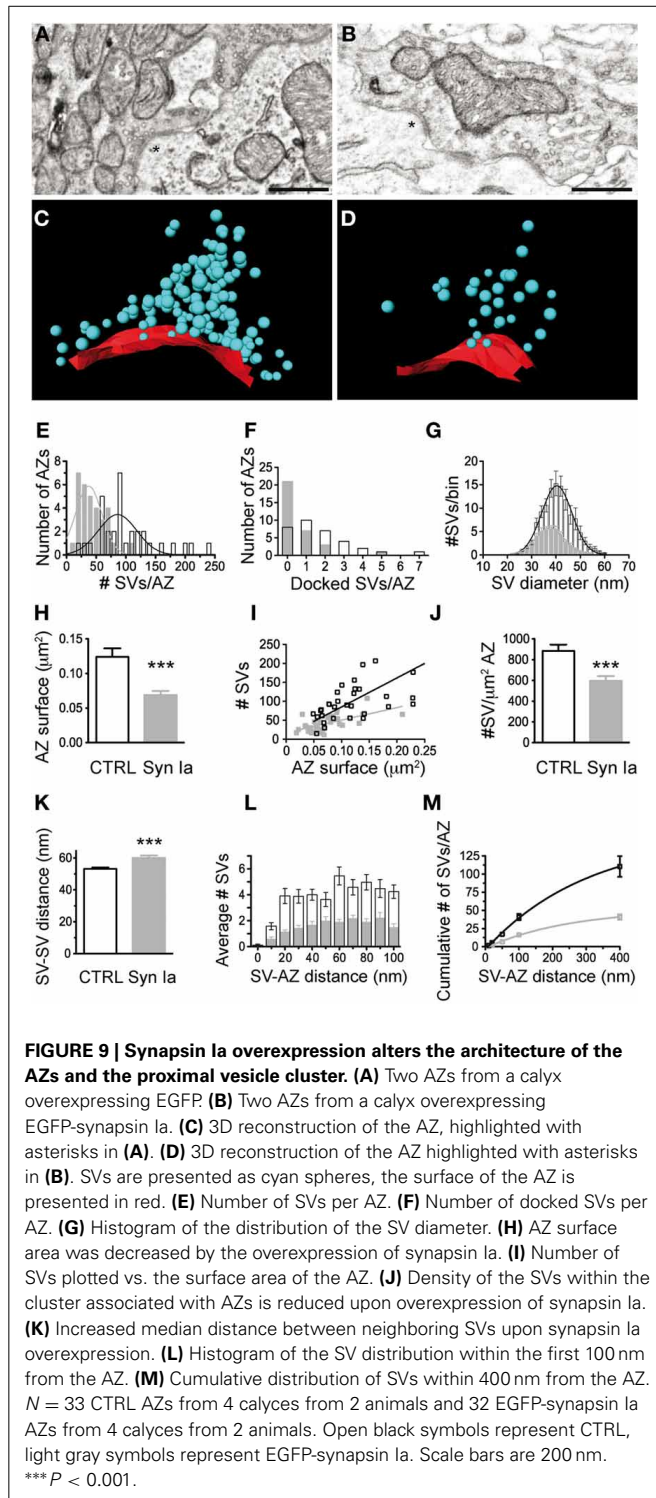 A
B
*
*
C
D
E
F
G
Number of AZs
8
6
4
2
0
0 50 100 150 200 250
# SVs/AZ
Number of AZs
25
20
15
10
5
0
0 1 2 3 4 5 6 7
Docked SVs/AZ
#SVs/bin
20
15
10
5
0
10 20 30 40 50 60 70
SV diameter (nm)
H
I
J
AZ surface (µm²)
0.15
0.10
0.05
0.00
***
CTRL Syn Ia
# SVs
250
200
150
100
50
0
0.05 0.10 0.15 0.20 0.25
AZ surface (µm²)
#SV/µm² AZ
1000
800
600
400
200
0
***
CTRL Syn Ia
K
L
M
SV-SV distance (nm)
60
40
20
0
***
CTRL Syn Ia
Average # SVs
6
4
2
0
0 20 40 60 80 100
SV-AZ distance (nm)
Cumulative # of SVs/AZ
125
100
75
50
25
0
0 100 200 300 400
SV-AZ distance (nm)
FIGURE 9 | Synapsin Ia overexpression alters the architecture of the
AZs and the proximal vesicle cluster. (A) Two AZs from a calyx
overexpressing EGFP. (B) Two AZs from a calyx overexpressing
EGFP-synapsin Ia. (C) 3D reconstruction of the AZ, highlighted with
asterisks in (A). (D) 3D reconstruction of the AZ highlighted with asterisks
in (B). SVs are presented as cyan spheres, the surface of the AZ is
presented in red. (E) Number of SVs per AZ. (F) Number of docked SVs per
AZ. (G) Histogram of the distribution of the SV diameter. (H) AZ surface
area was decreased by the overexpression of synapsin Ia. (I) Number of
SVs plotted vs. the surface area of the AZ. (J) Density of the SVs within the
cluster associated with AZs is reduced upon overexpression of synapsin Ia.
(K) Increased median distance between neighboring SVs upon synapsin Ia
overexpression. (L) Histogram of the SV distribution within the first 100 nm
from the AZ. (M) Cumulative distribution of SVs within 400 nm from the AZ.
N = 33 CTRL AZs from 4 calyces from 2 animals and 32 EGFP-synapsin Ia
AZs from 4 calyces from 2 animals. Open black symbols represent CTRL,
light gray symbols represent EGFP-synapsin Ia. Scale bars are 200 nm.
***P < 0.001.